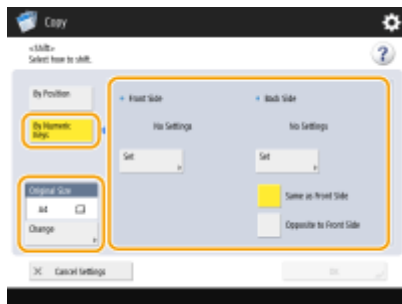 Copy
<Shift>
Select how to shift.
?
By Position
By Numeric
Keys
Front Side
Back Side
No Settings
No Settings
Set
Set
Original Size
A4
Change
Same as Front Side
Opposite to Front Side
× Cancel Settings
OK